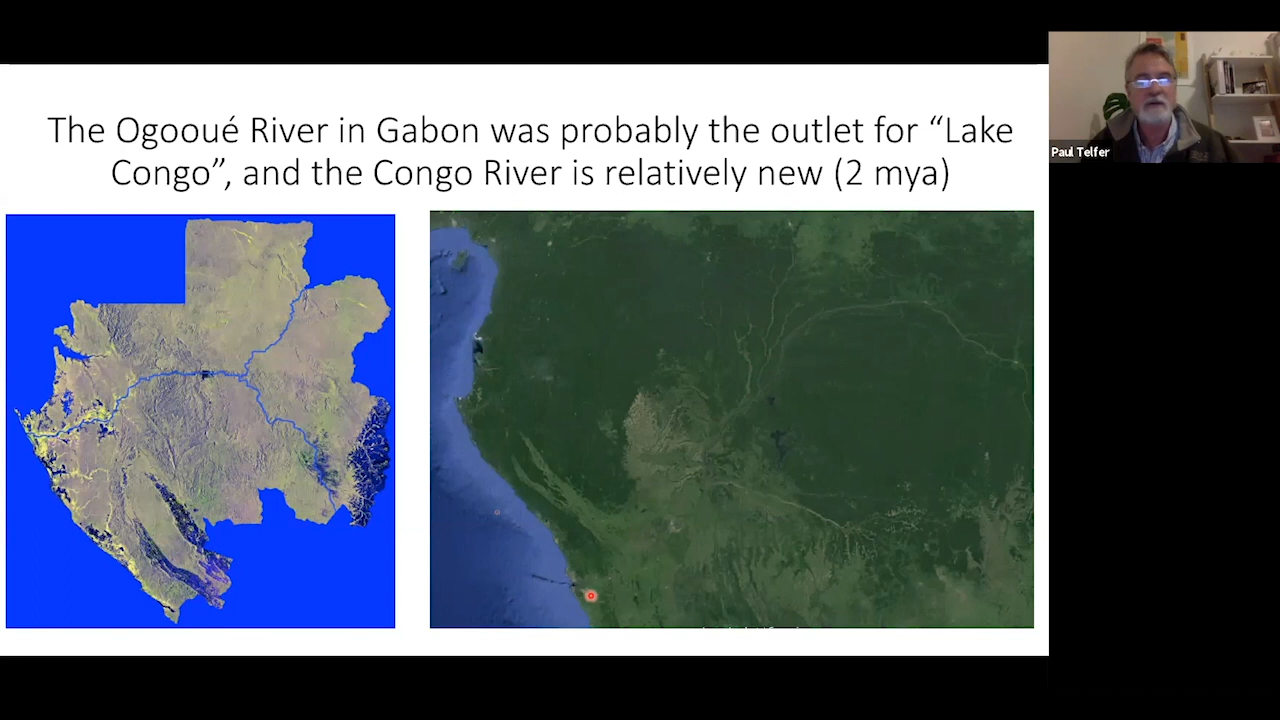 The Ogooué River in Gabon was probably the outlet for “Lake
Congo”, and the Congo River is relatively new (2 mya)
Paul Telfer